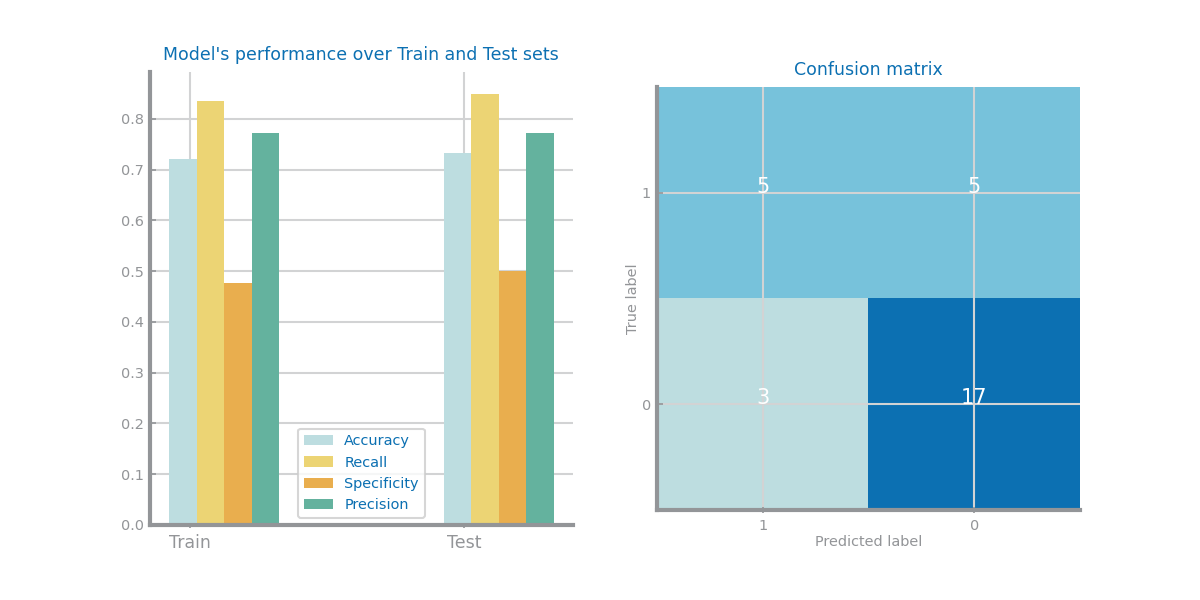 Model's performance over Train and Test sets
0.8
0.7
0.6
0.5
0.4
0.3
0.2
0.1
0.0
Train
Test
Accuracy
Recall
Specificity
Precision
Confusion matrix
True label
1
0
5
5
3
17
1
0
Predicted label